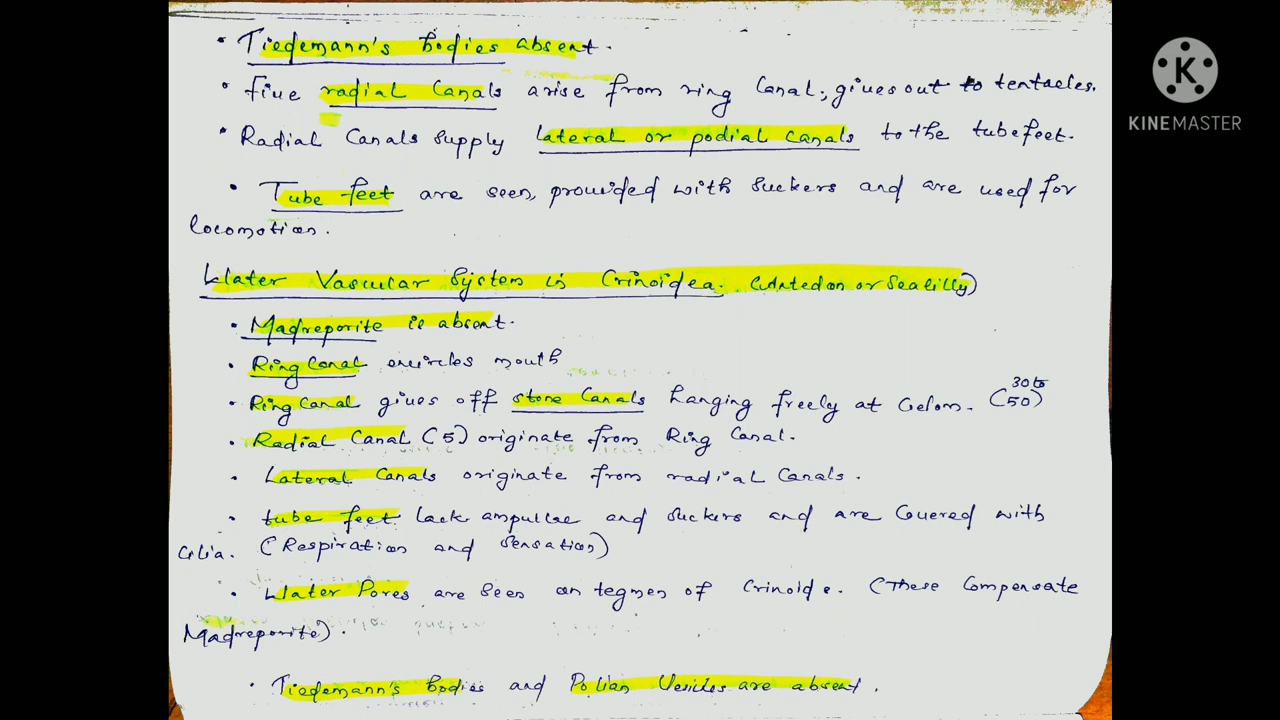 • Tiedemann's bodies absent.
• Five radial Canals arise from ring Canal, gives out to tentacles.
• Radial Canals supply lateral or podial canals to the tubefeet.
• Tube feet are seen, provided with suckers and are used for
locomotion.
Water Vascular System in Crinoidea. (Antedon or Sealilly)
• Madreporite is absent.
• Ring Canal encircles mouth
• Ring Canal gives off stone Canals hanging freely at Celom. (30 to 50)
• Radial Canal (5) originate from Ring Canal.
• Lateral Canals originate from radial Canals.
• tube feet lack ampullae and suckers and are Covered with
Cilia. (Respiration and Sensation)
• Water Pores are seen on tegmen of Crinoide. (These Compensate
Madreporite).
• Tiedemann's bodies and Polian Vesicles are absent.
K
KINEMASTER